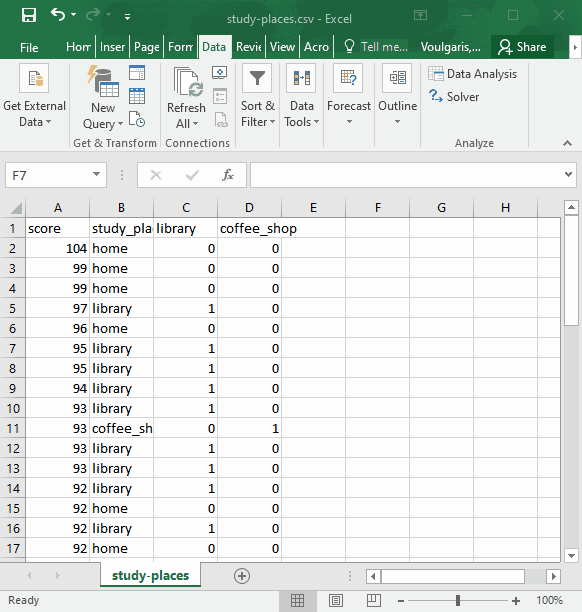 study-places.csv - Excel
File Hom Inser Page Forr Data Revie View Acro Tell me... Voulgaris,... Share
Get External Data
New Query
Refresh All
Sort & Filter
Data Tools
Forecast
Outline
Data Analysis
Solver
Get & Transform Connections Analyze
F7 fx
A B C D E F G H
1 score study_pla library coffee_shop
2 104 home 0 0
3 99 home 0 0
4 99 home 0 0
5 97 library 1 0
6 96 home 0 0
7 95 library 1 0
8 95 library 1 0
9 94 library 1 0
10 93 library 1 0
11 93 coffee_sh 0 1
12 93 library 1 0
13 93 library 1 0
14 92 library 1 0
15 92 home 0 0
16 92 library 1 0
17 92 home 0 0
study-places
100%